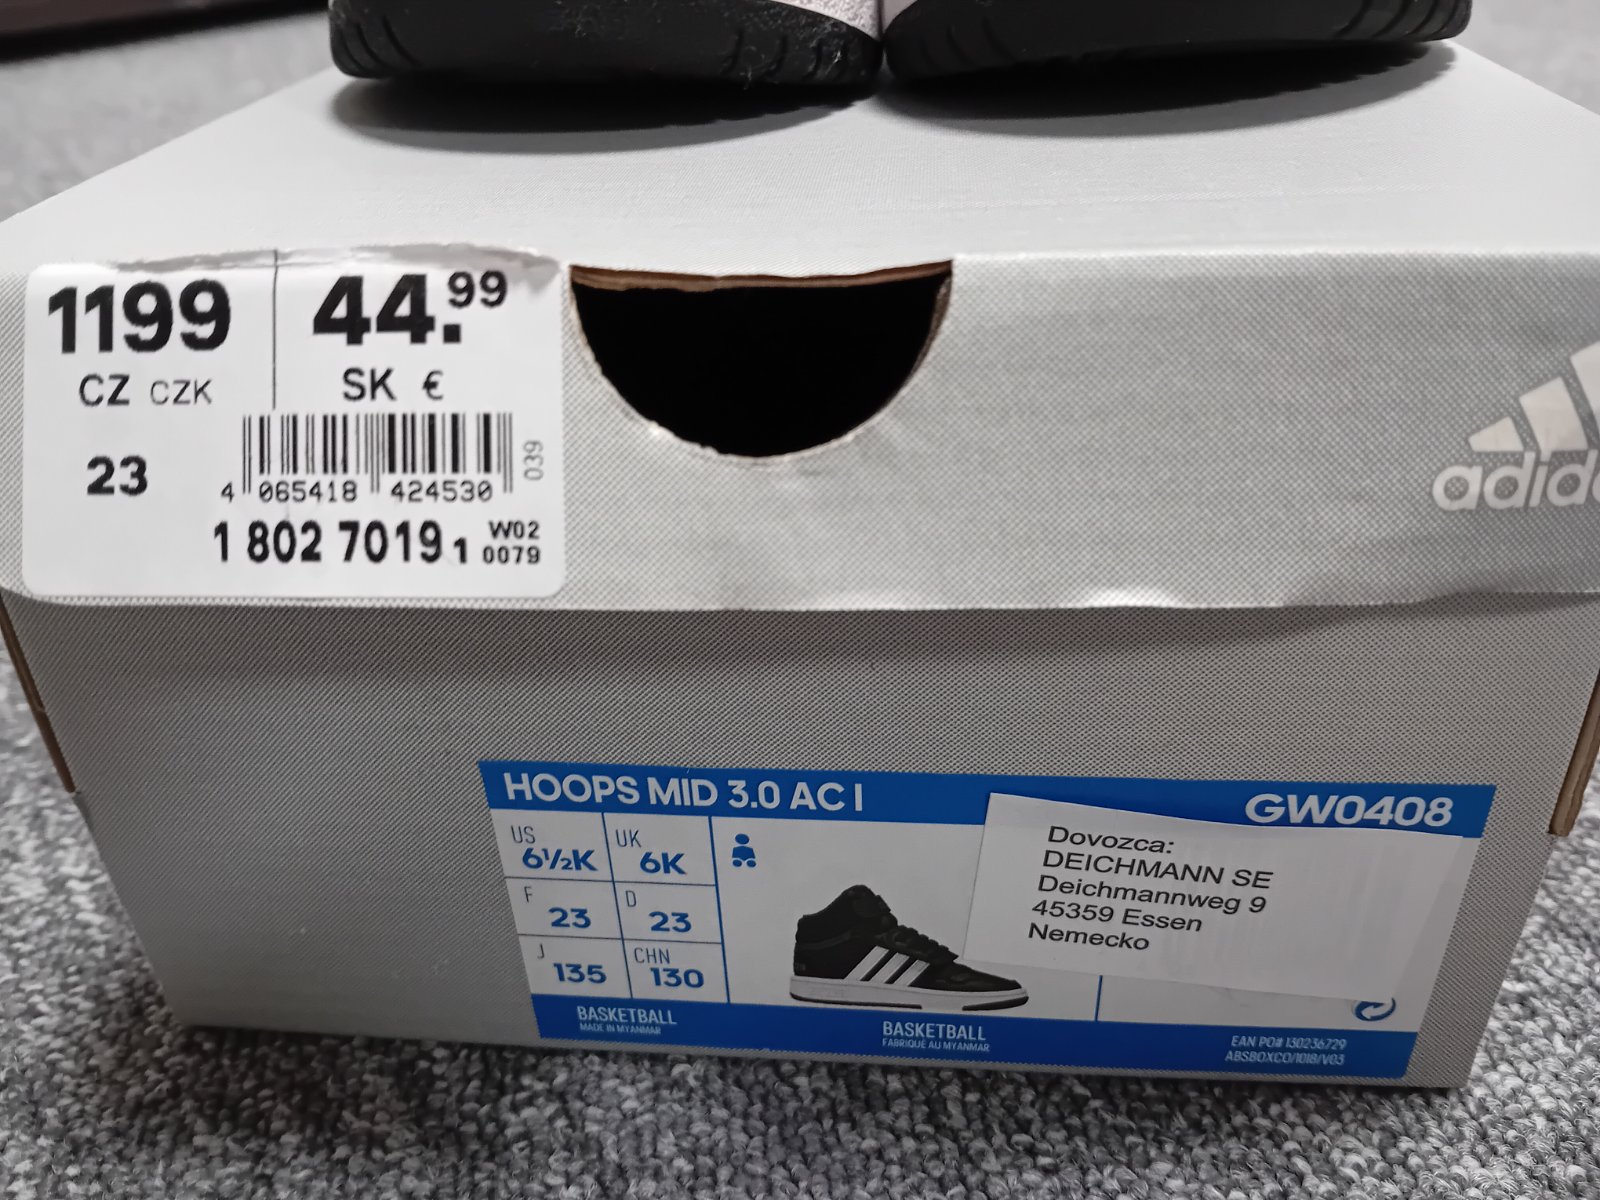 1199
CZ CZK
44.99
SK €
23
4 065418 424530
039
1 802 7019 1 W02 0079
HOOPS MID 3.0 AC I
GW0408
US 6½K
UK 6K
F 23
D 23
J 135
CHN 130
Dovozca:
DEICHMANN SE
Deichmannweg 9
45359 Essen
Nemecko
BASKETBALL
MADE IN MYANMAR
BASKETBALL
FABRIQUÉ AU MYANMAR
EAN PO# 130236729
ABSBOXCO/1018/V03